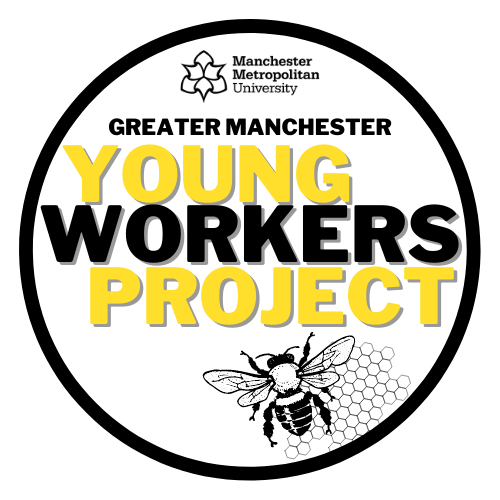 Manchester
Metropolitan
University
GREATER MANCHESTER
YOUNG
WORKERS
PROJECT